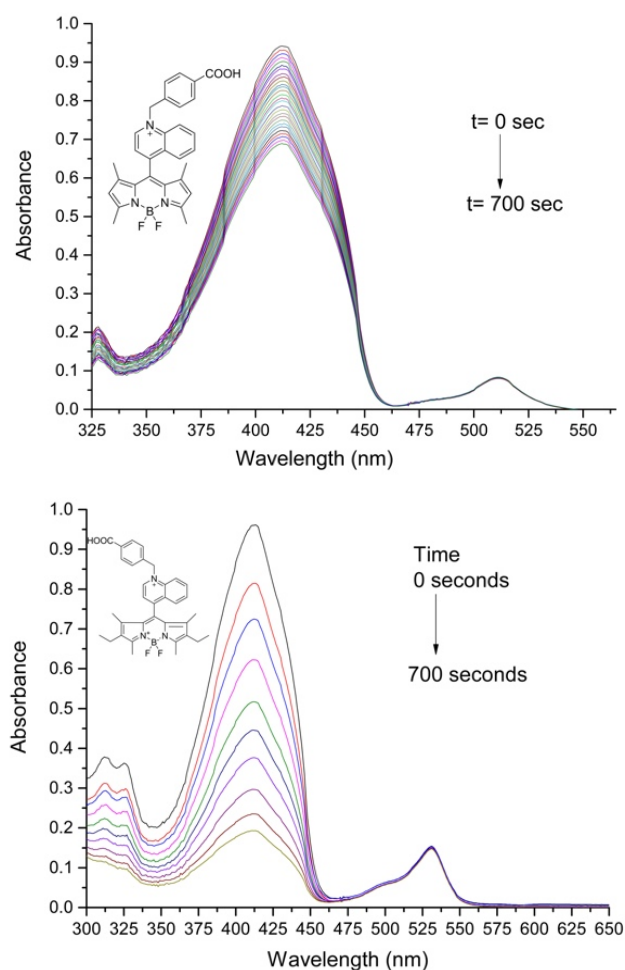 1.0
0.9
0.8
0.7
0.6
0.5
0.4
0.3
0.2
0.1
0.0
Absorbance
COOH
N
+
N B N
F F
t= 0 sec
t= 700 sec
325 350 375 400 425 450 475 500 525 550
Wavelength (nm)
1.0
0.9
0.8
0.7
0.6
0.5
0.4
0.3
0.2
0.1
0.0
Absorbance
HOOC
N
+
N+ B N
F F
Time
0 seconds
700 seconds
300 325 350 375 400 425 450 475 500 525 550 575 600 625 650
Wavelength (nm)